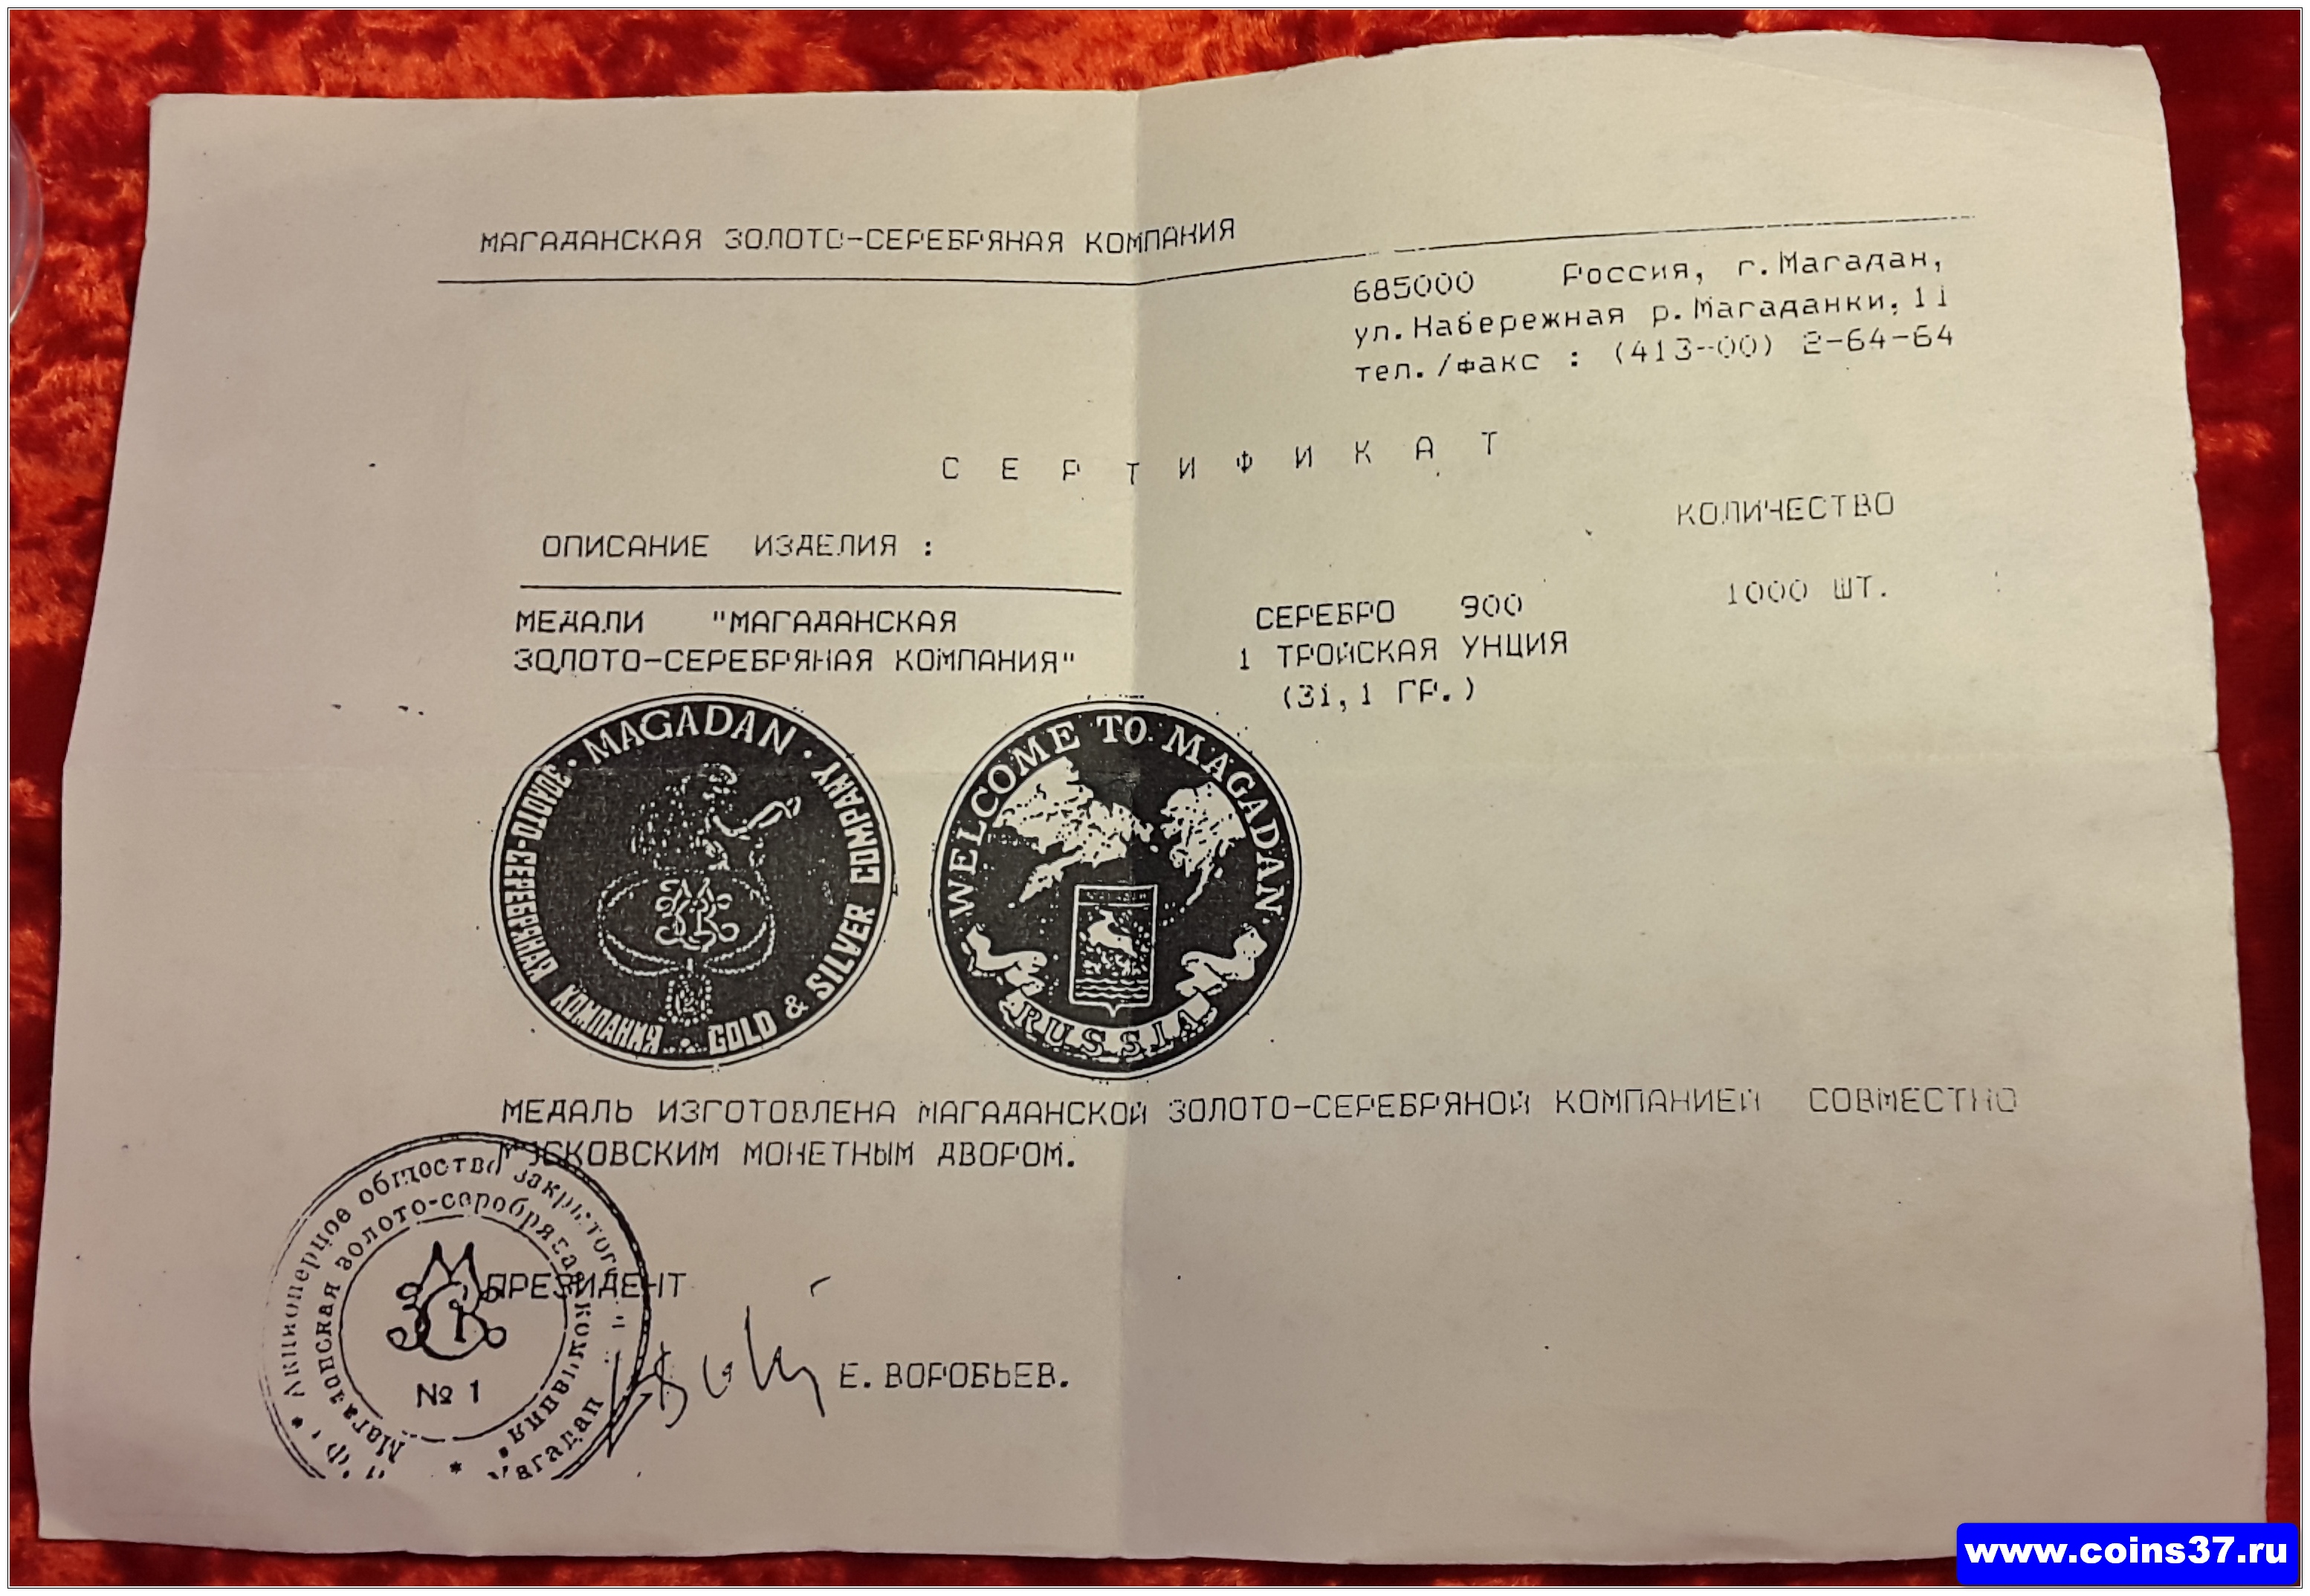 МАГАДАНСКАЯ ЗОЛОТО-СЕРЕБРЯНАЯ КОМПАНИЯ
685000 Россия, г.Магадан,
ул.Набережная р.Магаданки,11
тел./факс : (413-00) 2-64-64
С Е Р Т И Ф И К А Т
КОЛИЧЕСТВО
ОПИСАНИЕ ИЗДЕЛИЯ :
МЕДАЛИ "МАГАДАНСКАЯ СЕРЕБРО 900 1000 ШТ.
ЗОЛОТО-СЕРЕБРЯНАЯ КОМПАНИЯ" 1 ТРОЙСКАЯ УНЦИЯ
(31,1 ГР.)
· MAGADAN ·
ЗОЛОТО-СЕРЕБРЯНАЯ КОМПАНИЯ
GOLD & SILVER COMPANY
WELCOME TO MAGADAN
RUSSIA
МЕДАЛЬ ИЗГОТОВЛЕНА МАГАДАНСКОЙ ЗОЛОТО-СЕРЕБРЯНОЙ КОМПАНИЕЙ СОВМЕСТНО
МОСКОВСКИМ МОНЕТНЫМ ДВОРОМ.
Акционерное общество закрытого
Магаданская золото-серебряная компания
Магадан
№ 1
ПРЕЗИДЕНТ
Е. ВОРОБЬЕВ.
www.coins37.ru